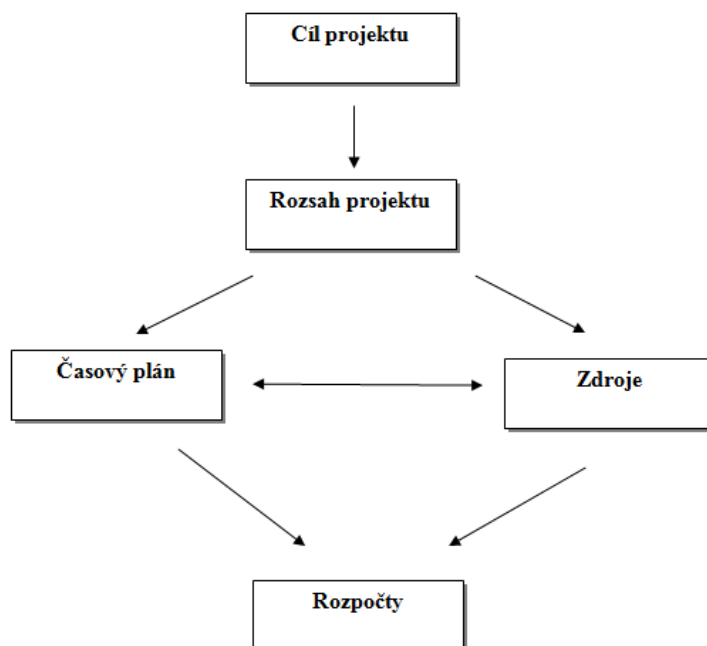 Cíl projektu
Rozsah projektu
Časový plán
Zdroje
Rozpočty